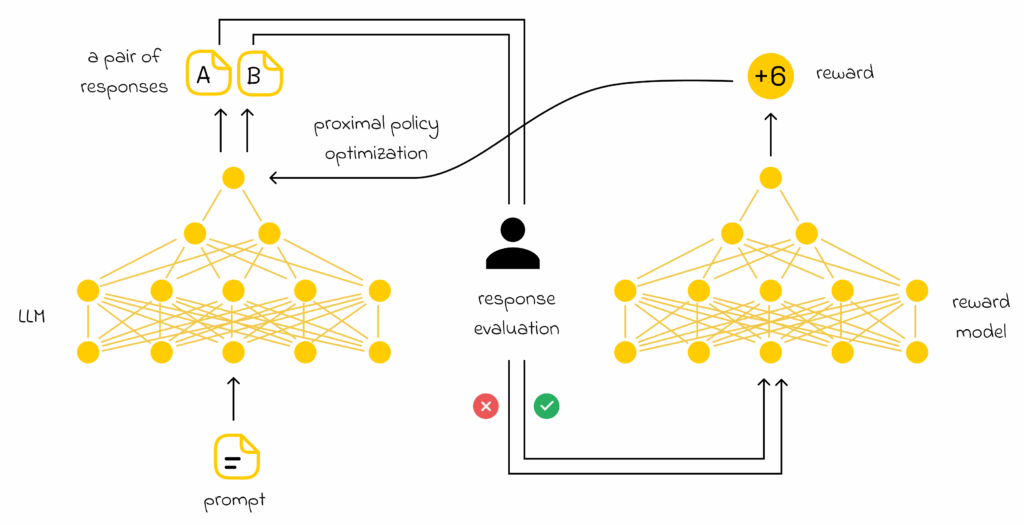 a pair of
responses
A
B
+6
reward
proximal policy
optimization
response
evaluation
LLM
reward
model
prompt